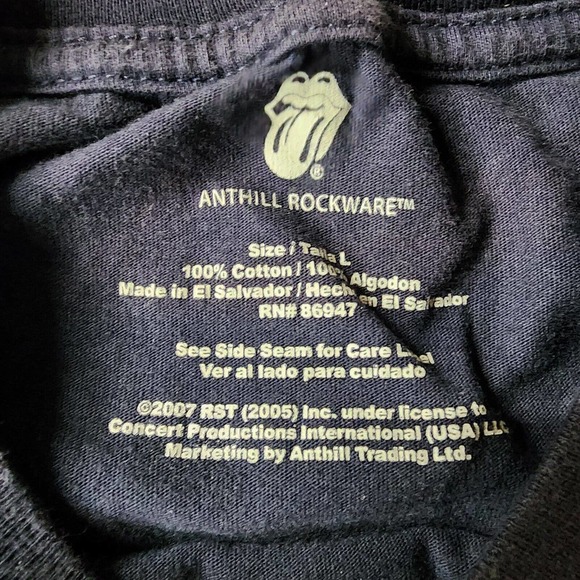 ®
ANTHILL ROCKWARE™
Size / Talla L
100% Cotton / 100% Algodon
Made in El Salvador / Hecho en El Salvador
RN# 86947
See Side Seam for Care Label
Ver al lado para cuidado
©2007 RST (2005) Inc. under license to
Concert Productions International (USA) LLC
Marketing by Anthill Trading Ltd.